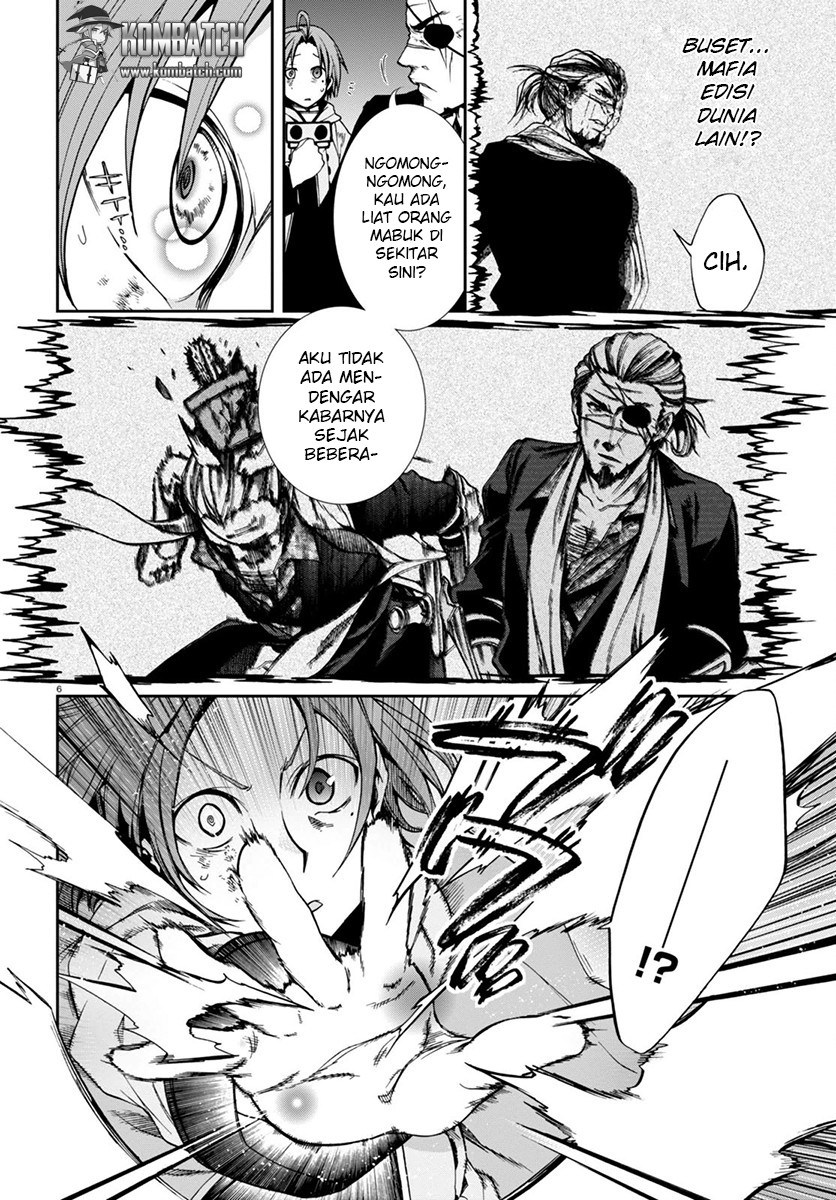 BUSET...
MAFIA
EDISI
DUNIA
LAIN!?
CIH.
NGOMONG-
NGOMONG,
KAU ADA
LIAT ORANG
MABUK DI
SEKITAR
SINI?
KOMBATCH
www.kombatch.com
AKU TIDAK
ADA MEN-
DENGAR
KABARNYA
SEJAK
BEBERA-
6
!?